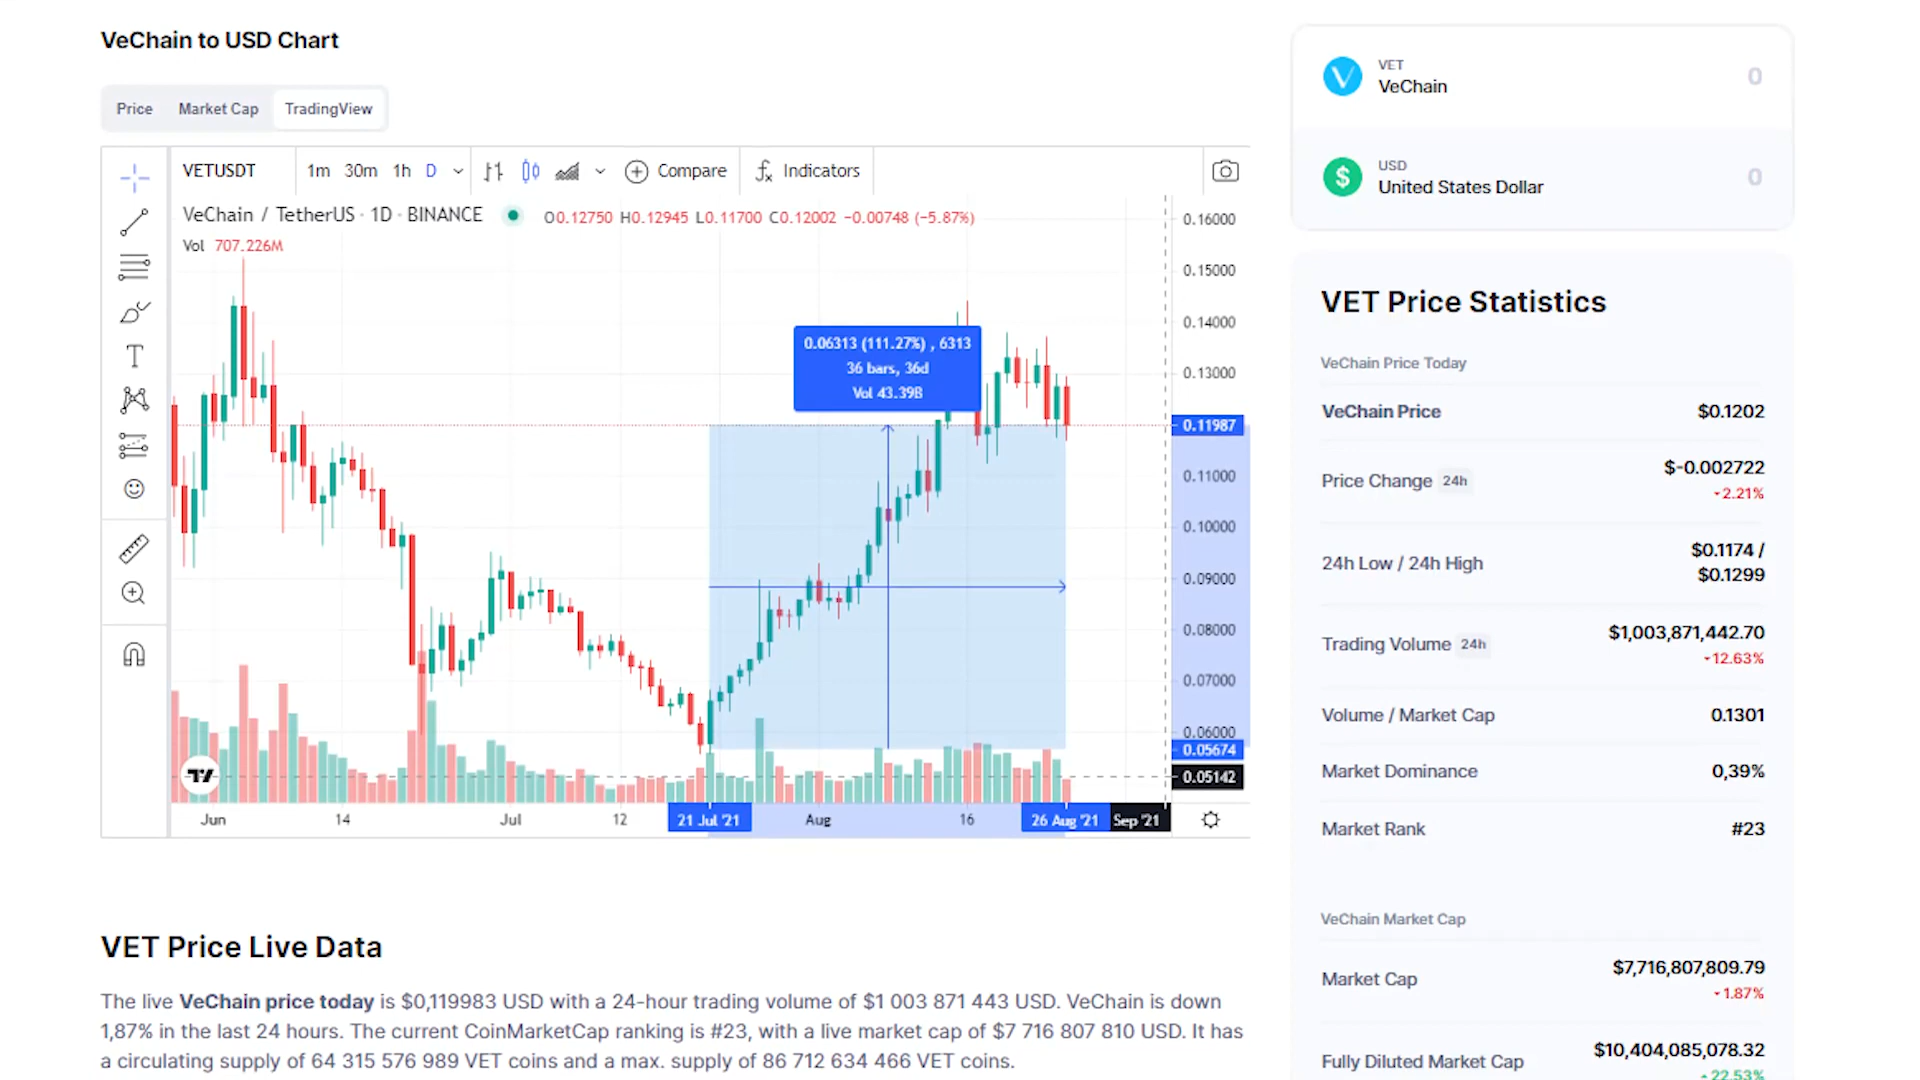 VeChain to USD Chart
Price Market Cap TradingView
VETUSDT 1m 30m 1h D Compare Indicators
VeChain / TetherUS · 1D · BINANCE O0.12750 H0.12945 L0.11700 C0.12002 −0.00748 (−5.87%)
Vol 707.226M
0.16000
0.15000
0.14000
0.13000
0.11987
0.11000
0.10000
0.09000
0.08000
0.07000
0.06000
0.05674
0.05142
0.06313 (111.27%) , 6313
36 bars, 36d
Vol 43.39B
Jun 14 Jul 12 21 Jul '21 Aug 16 26 Aug '21 Sep '21
VET Price Live Data
The live VeChain price today is $0,119983 USD with a 24-hour trading volume of $1 003 871 443 USD. VeChain is down
1,87% in the last 24 hours. The current CoinMarketCap ranking is #23, with a live market cap of $7 716 807 810 USD. It has
a circulating supply of 64 315 576 989 VET coins and a max. supply of 86 712 634 466 VET coins.
VET
VeChain 0
USD
United States Dollar 0
VET Price Statistics
VeChain Price Today
VeChain Price $0.1202
Price Change 24h $-0.002722
2.21%
24h Low / 24h High $0.1174 /
$0.1299
Trading Volume 24h $1,003,871,442.70
12.63%
Volume / Market Cap 0.1301
Market Dominance 0,39%
Market Rank #23
VeChain Market Cap
Market Cap $7,716,807,809.79
1.87%
Fully Diluted Market Cap $10,404,085,078.32
22.53%